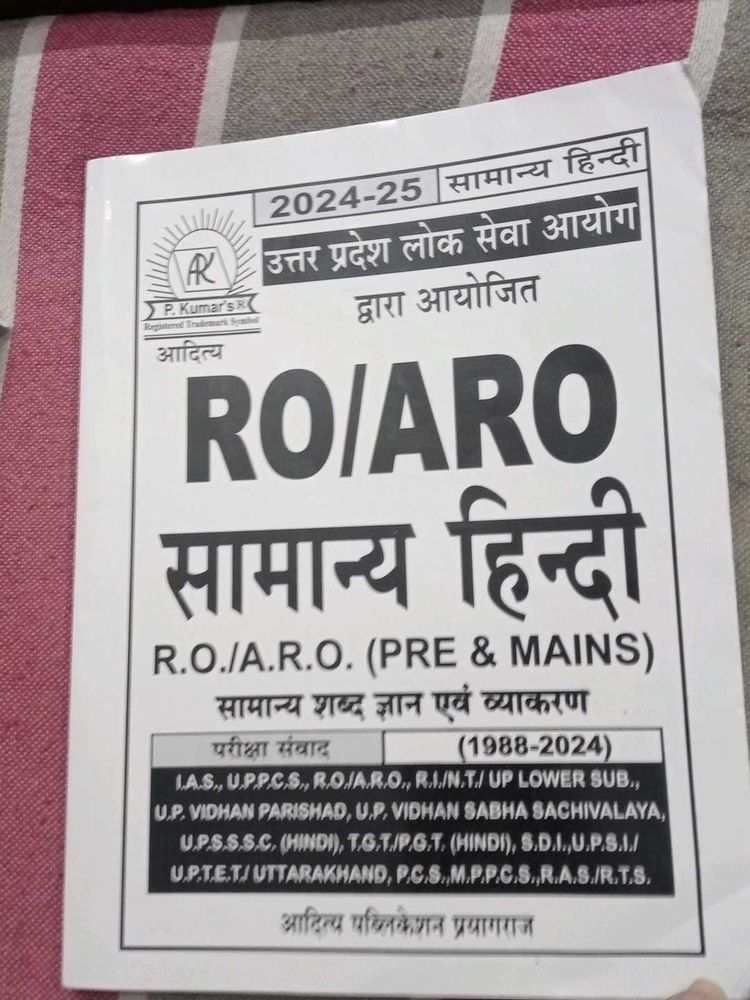 2024-25 सामान्य हिन्दी
उत्तर प्रदेश लोक सेवा आयोग
द्वारा आयोजित
AK
P. Kumar's R
Registered Trademark Symbol
आदित्य
RO/ARO
सामान्य हिन्दी
R.O./A.R.O. (PRE & MAINS)
सामान्य शब्द ज्ञान एवं व्याकरण
परीक्षा संवाद (1988-2024)
I.A.S., U.P.P.C.S., R.O./A.R.O., R.I./N.T./ UP LOWER SUB.,
U.P. VIDHAN PARISHAD, U.P. VIDHAN SABHA SACHIVALAYA,
U.P.S.S.S.C. (HINDI), T.G.T./P.G.T. (HINDI), S.D.I.,U.P.S.I./
U.P.T.E.T./ UTTARAKHAND, P.C.S.,M.P.P.C.S.,R.A.S./R.T.S.
आदित्य पब्लिकेशन प्रयागराज